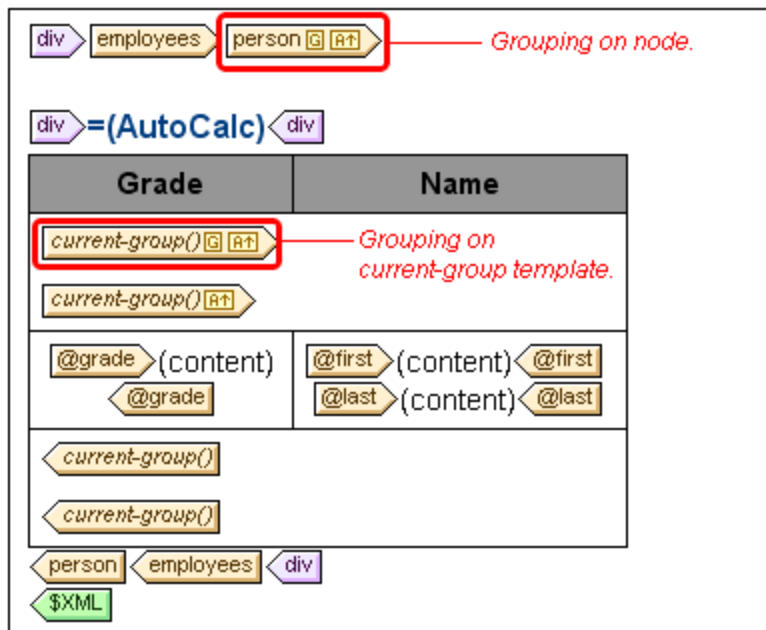 div employees person G A↑ Grouping on node.
div =(AutoCalc) div
Grade Name
current-group() G A↑ Grouping on
current-group template.
current-group() A↑
@grade (content) @first (content) @first
@grade @last (content) @last
current-group()
current-group()
person employees div
$XML